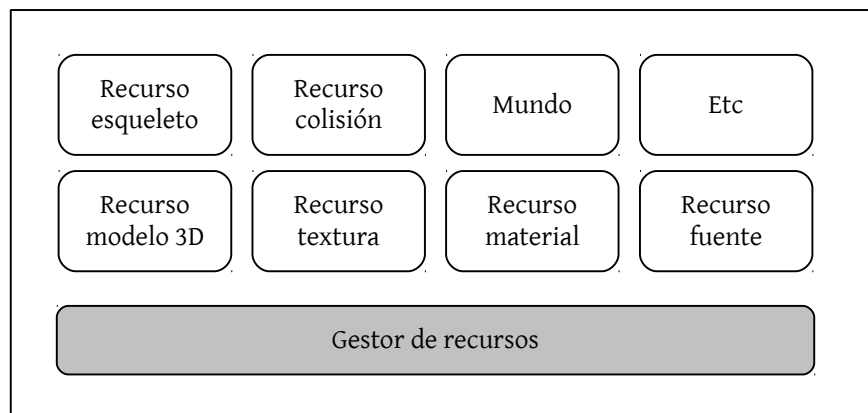 Recurso
esqueleto
Recurso
colisión
Mundo
Etc
Recurso
modelo 3D
Recurso
textura
Recurso
material
Recurso
fuente
Gestor de recursos